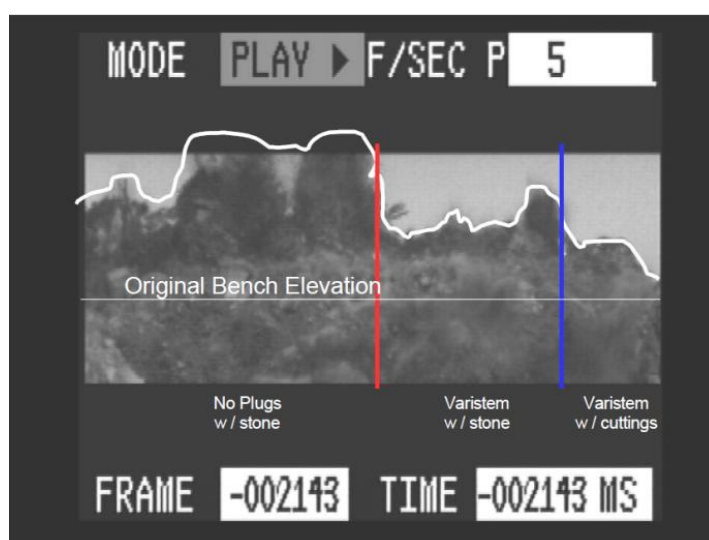 MODE PLAY ▶ F/SEC P 5
Original Bench Elevation
No Plugs
w / stone
Varistem
w / stone
Varistem
w / cuttings
FRAME -002143 TIME -002143 MS